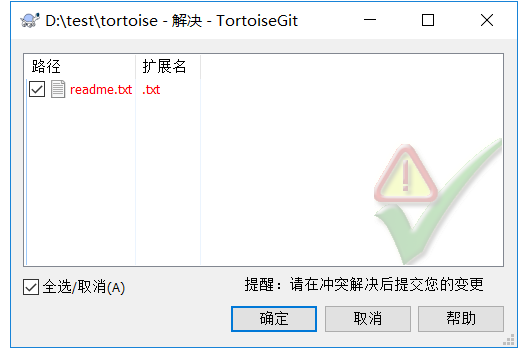 D:\test\tortoise - 解决 - TortoiseGit
路径 扩展名
readme.txt .txt
全选/取消(A)
提醒：请在冲突解决后提交您的变更
确定 取消 帮助